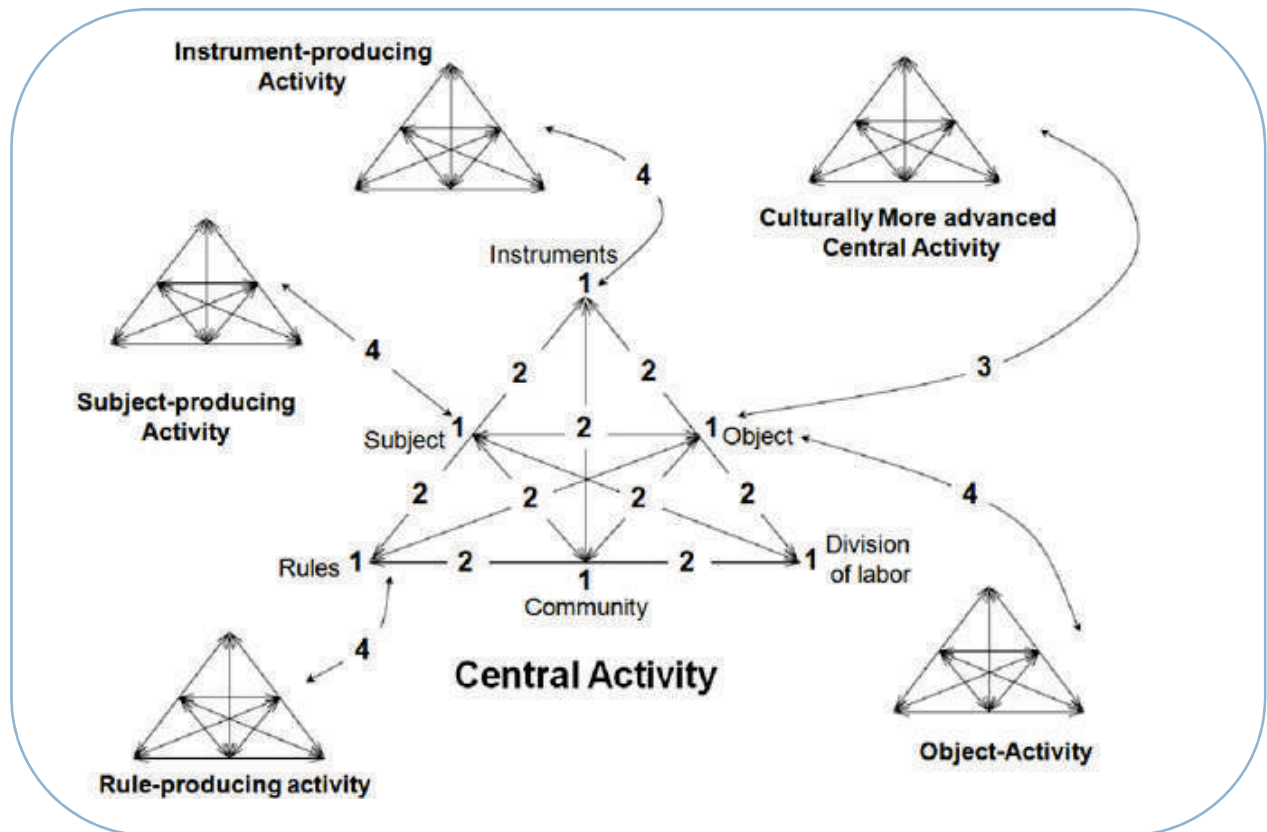 Instrument-producing
Activity
4
Culturally More advanced
Central Activity
Instruments
1
4
2
2
3
Subject-producing
Activity
Subject
1
2
1
Object
2
2
2
2
4
Rules
1
2
1
2
1
Division
of labor
Community
4
Central Activity
Rule-producing activity
Object-Activity